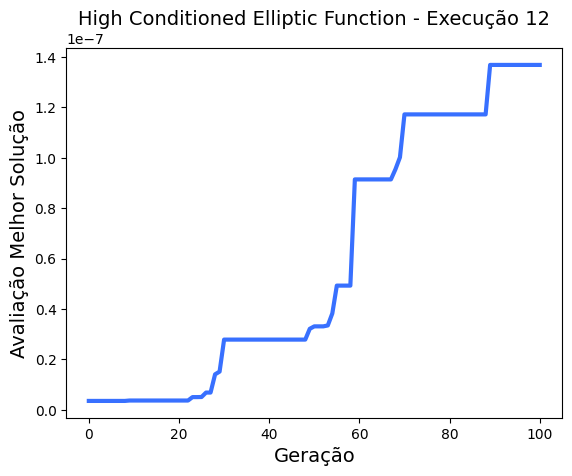 High Conditioned Elliptic Function - Execução 12
1e−7
1.4
1.2
1.0
0.8
0.6
0.4
0.2
0.0
Avaliação Melhor Solução
0 20 40 60 80 100
Geração